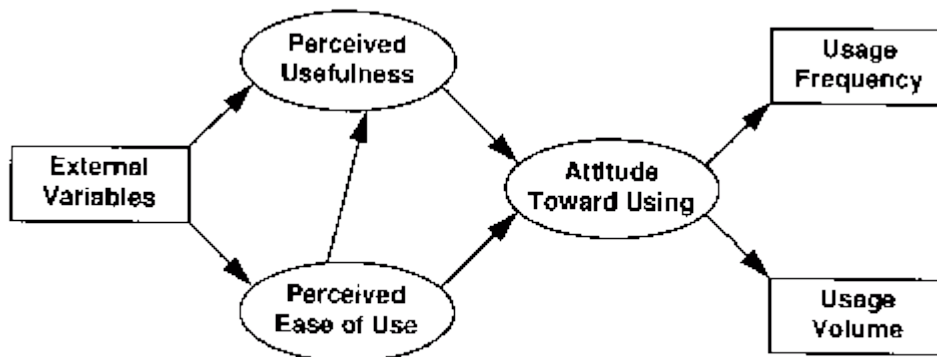 Perceived
Usefulness
Usage
Frequency
External
Variables
Attitude
Toward Using
Perceived
Ease of Use
Usage
Volume